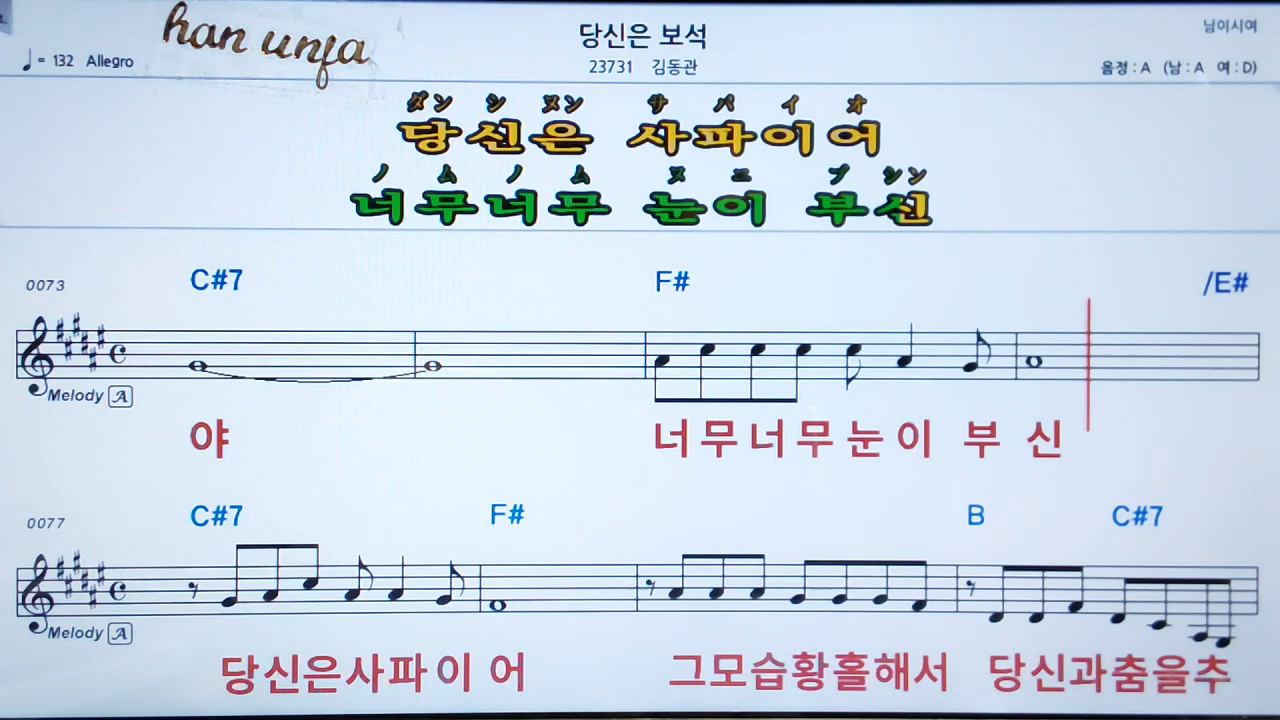 han unfa
당신은 보석
님이시여
♩= 132 Allegro
23731 김동관
음정 : A (남 : A 여 : D)
ダン シ ヌン サ パ イ オ
당신은 사파이어
ノ ム ノ ム ヌ ニ ブ シン
너무너무 눈이 부신
0073 C#7 F# /E#
Melody A
야 너무너무눈이 부 신
0077 C#7 F# B C#7
Melody A
당신은사파이 어 그모습황홀해서 당신과춤을추